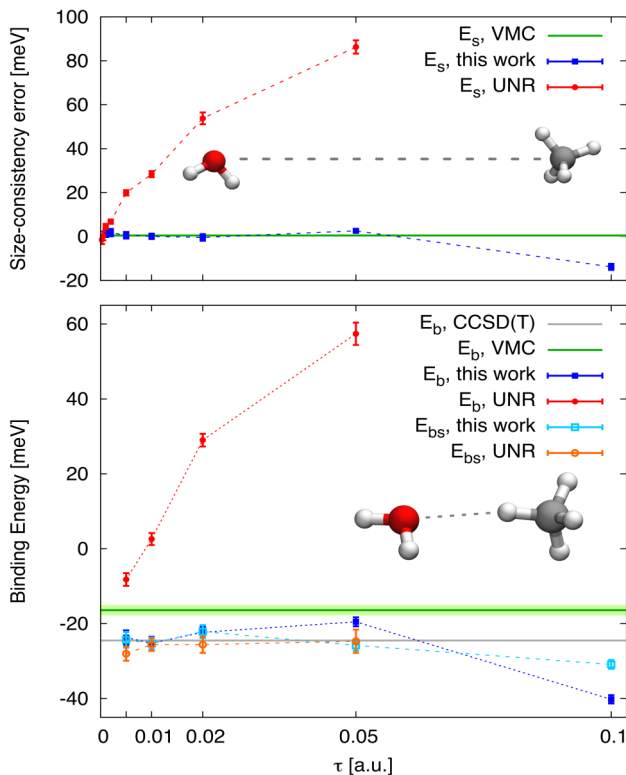 Size-consistency error [meV]
100
80
60
40
20
0
-20
E_s, VMC
E_s, this work
E_s, UNR
Binding Energy [meV]
60
40
20
0
-20
-40
E_b, CCSD(T)
E_b, VMC
E_b, this work
E_b, UNR
E_bs, this work
E_bs, UNR
0 0.01 0.02 0.05 0.1
τ [a.u.]